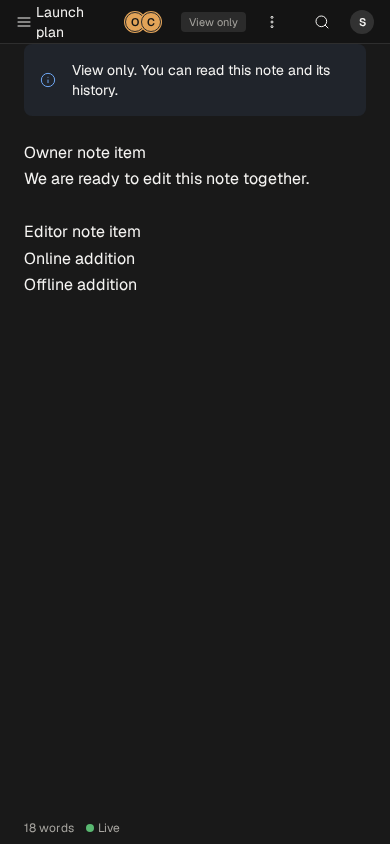 Launch
plan
O
C
View only
S
View only. You can read this note and its
history.
Owner note item
We are ready to edit this note together.
Editor note item
Online addition
Offline addition
18 words
Live